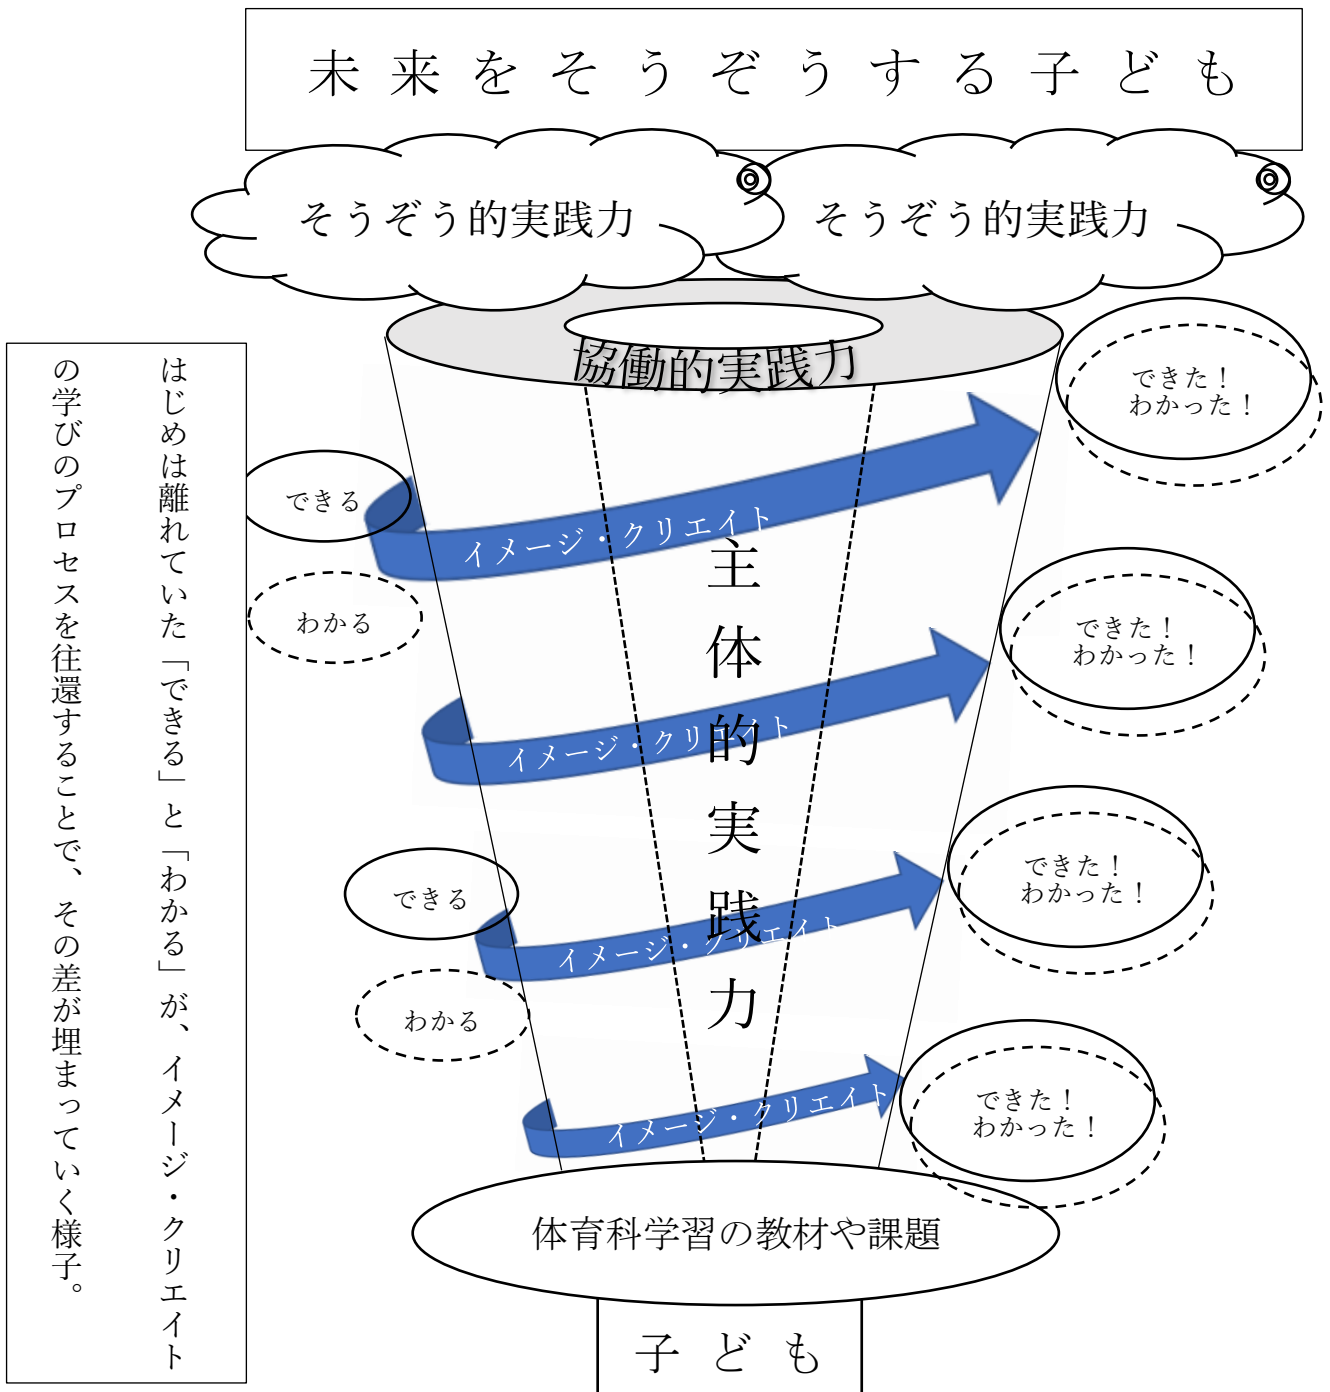 未来をそうぞうする子ども
そうぞう的実践力
そうぞう的実践力
協働的実践力
はじめは離れていた「できる」と「わかる」が、イメージ・クリエイト
の学びのプロセスを往還することで、その差が埋まっていく様子。
主体的実践力
できる
わかる
イメージ・クリエイト
できた！
わかった！
イメージ・クリエイト
できた！
わかった！
できる
わかる
イメージ・クリエイト
できた！
わかった！
イメージ・クリエイト
できた！
わかった！
体育科学習の教材や課題
子ども